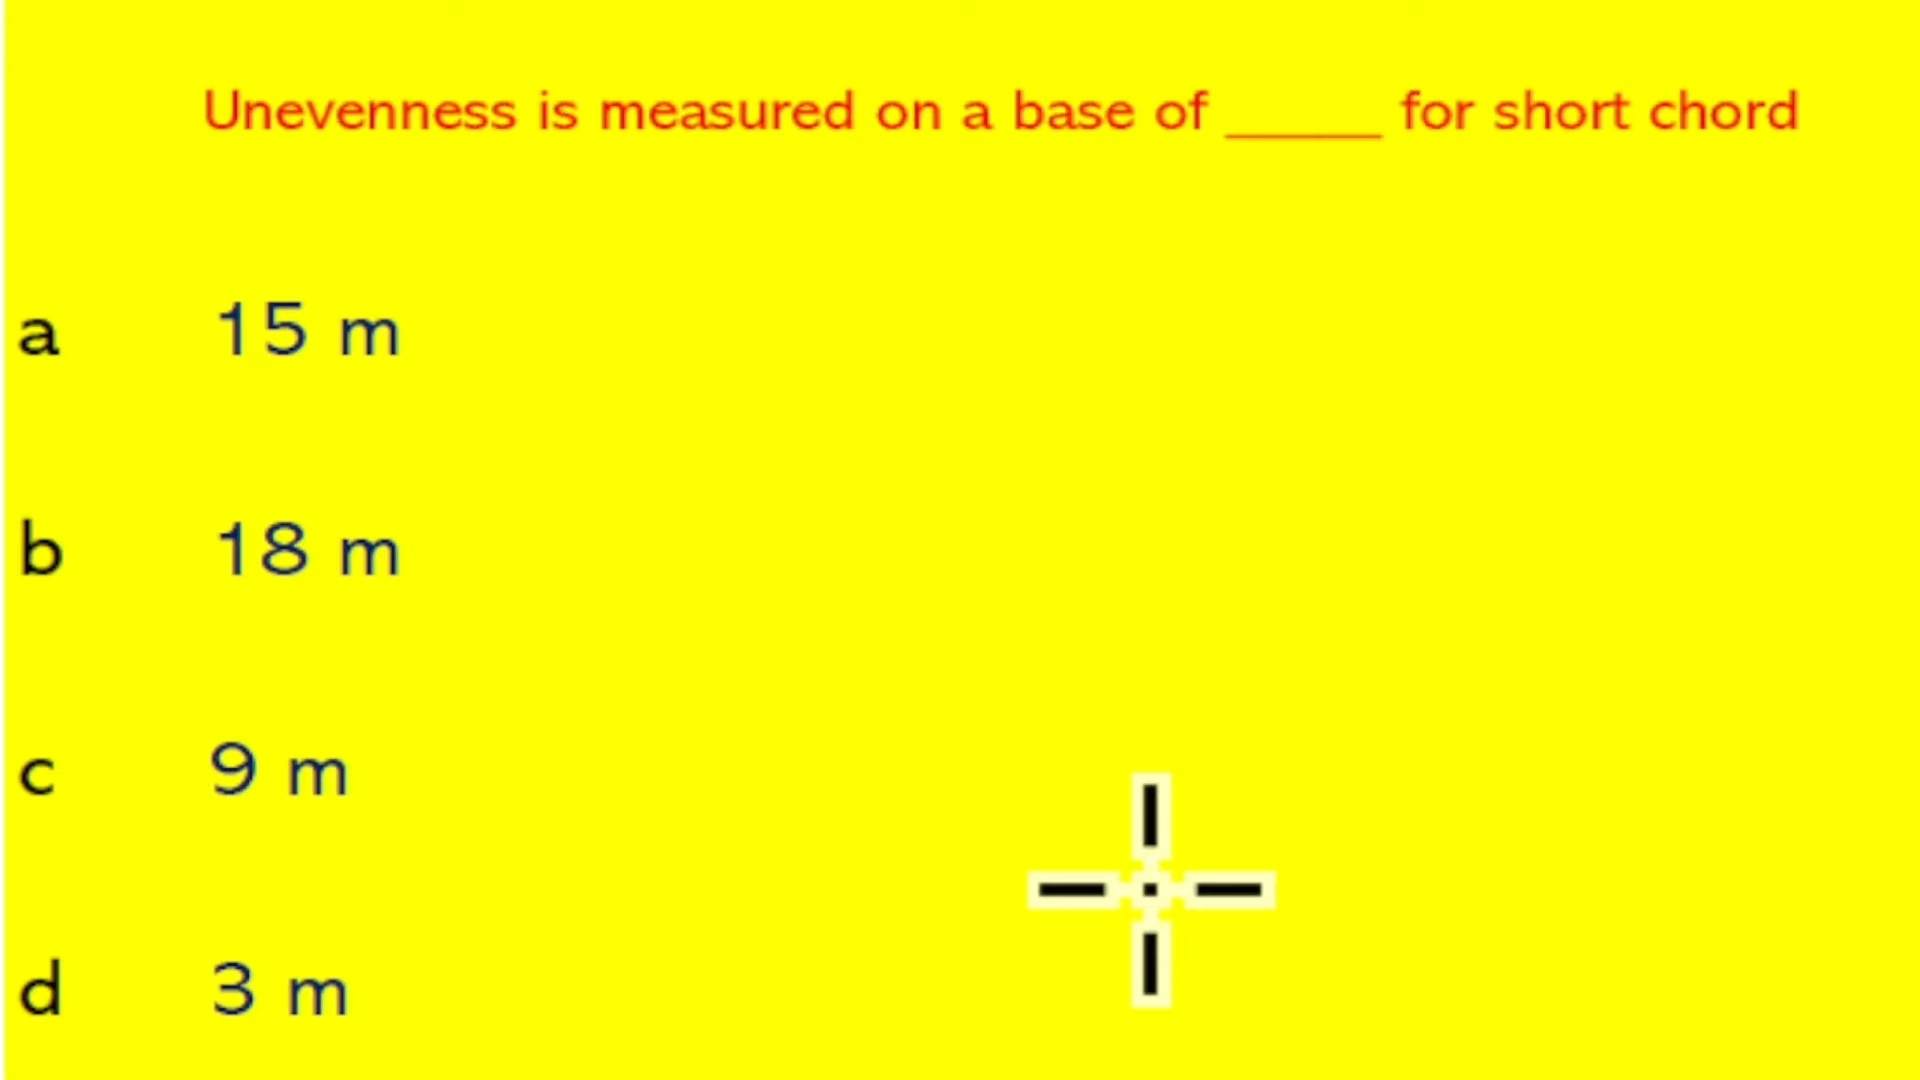 Unevenness is measured on a base of _____ for short chord
a 15 m
b 18 m
c 9 m
d 3 m